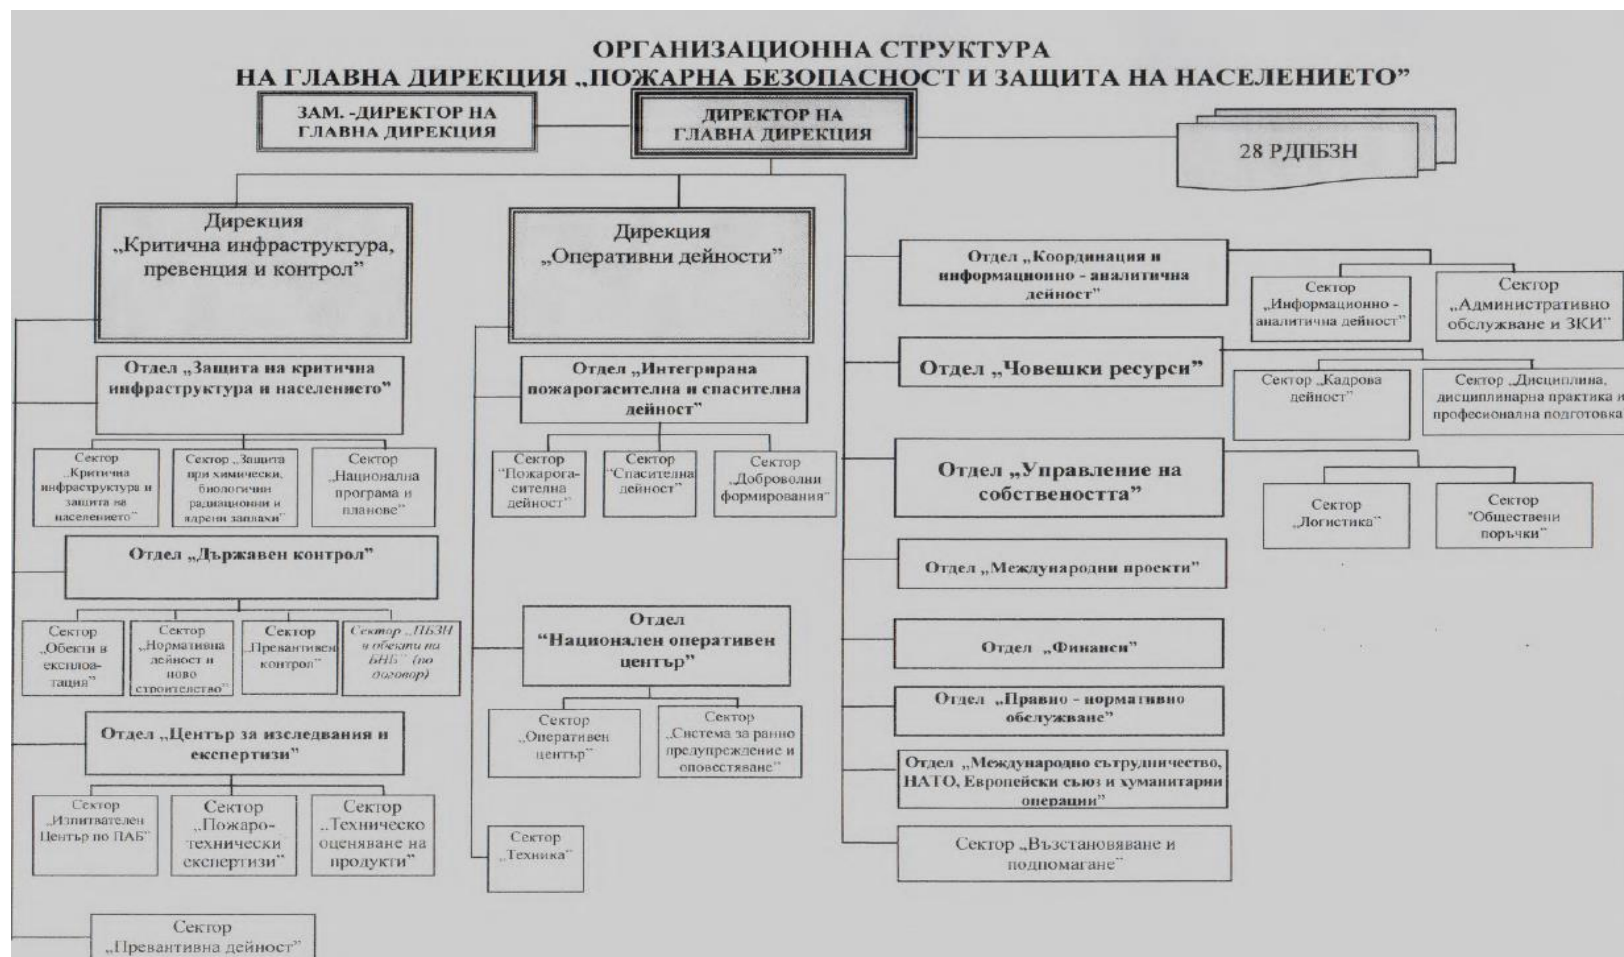 ОРГАНИЗАЦИОННА СТРУКТУРА
НА ГЛАВНА ДИРЕКЦИЯ „ПОЖАРНА БЕЗОПАСНОСТ И ЗАЩИТА НА НАСЕЛЕНИЕТО”
ЗАМ. -ДИРЕКТОР НА
ГЛАВНА ДИРЕКЦИЯ
ДИРЕКТОР НА
ГЛАВНА ДИРЕКЦИЯ
28 РДПБЗН
Дирекция
„Критична инфраструктура,
превенция и контрол”
Отдел „Защита на критична
инфраструктура и населението”
Сектор
„Критична
инфраструктура и
защита на
населението”
Сектор „Защита
при химически,
биологични
радиационни и
ядрени заплахи”
Сектор
„Национална
програма и
планове”
Отдел „Държавен контрол”
Сектор
„Обекти в
експлоа-
тация”
Сектор
„Нормативна
дейност и
ново
строителство”
Сектор
„Превантивен
контрол”
Сектор „ПБЗН
в обекти на
БНБ” (по
договор)
Отдел „Център за изследвания и
експертизи”
Сектор
„Изпитвателен
Център по ПАБ”
Сектор
„Пожаро-
технически
експертизи”
Сектор
„Техническо
оценяване на
продукти”
Сектор
„Превантивна дейност”
Дирекция
„Оперативни дейности”
Отдел „Интегрирана
пожарогасителна и спасителна
дейност”
Сектор
“Пожарога-
сителна
дейност”
Сектор
“Спасителна
дейност”
Сектор
„Доброволни
формирования”
Отдел
“Национален оперативен
център”
Сектор
„Оперативен
център”
Сектор
„Система за ранно
предупреждение и
оповестяване”
Сектор
„Техника”
Отдел „Координация и
информационно - аналитична
дейност”
Сектор
„Информационно -
аналитична дейност”
Сектор
„Административно
обслужване и ЗКИ”
Отдел „Човешки ресурси”
Сектор „Кадрова
дейност”
Сектор „Дисциплина,
дисциплинарна практика и
професионална подготовка
Отдел „Управление на
собствеността”
Сектор
„Логистика”
Сектор
"Обществени
поръчки”
Отдел „Международни проекти”
Отдел „Финанси”
Отдел „Правно - нормативно
обслужване”
Отдел „Международно сътрудничество,
НАТО, Европейски съюз и хуманитарни
операции”
Сектор „Възстановяване и
подпомагане”